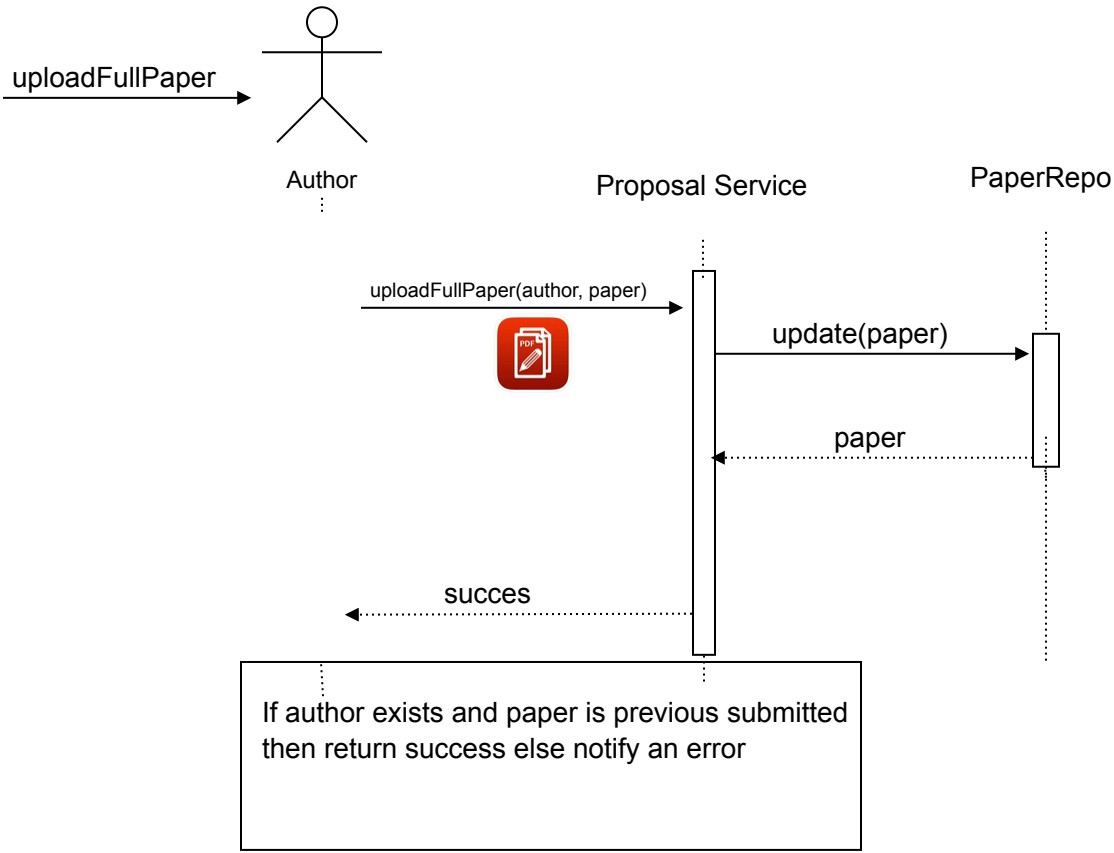 uploadFullPaper
Author
Proposal Service
PaperRepo
uploadFullPaper(author, paper)
PDF
update(paper)
paper
succes
If author exists and paper is previous submitted
then return success else notify an error